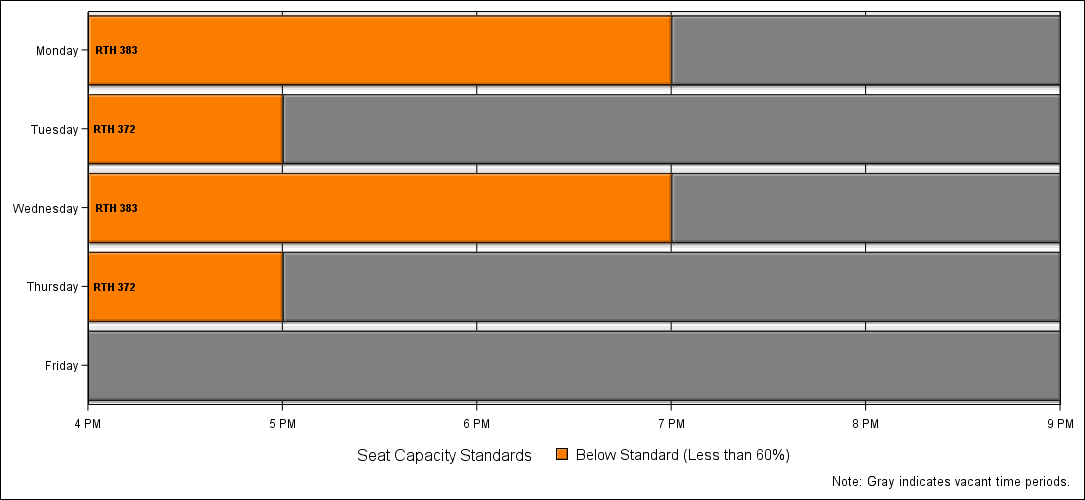 Monday RTH 383
Tuesday RTH 372
Wednesday RTH 383
Thursday RTH 372
Friday
4 PM 5 PM 6 PM 7 PM 8 PM 9 PM
Seat Capacity Standards Below Standard (Less than 60%)
Note: Gray indicates vacant time periods.